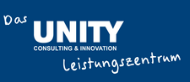 Das
UNITY
CONSULTING & INNOVATION
Leistungszentrum